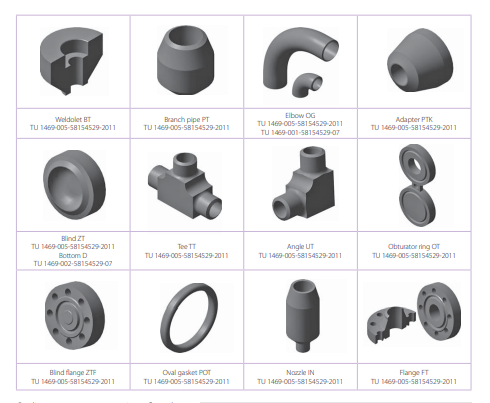 Weldolet BT
TU 1469-005-58154529-2011
Branch pipe PT
TU 1469-005-58154529-2011
Elbow OG
TU 1469-005-58154529-2011
TU 1469-001-58154529-07
Adapter PTK
TU 1469-005-58154529-2011
Blind ZT
TU 1469-005-58154529-2011
Bottom D
TU 1469-002-58154529-07
Tee TT
TU 1469-005-58154529-2011
Angle UT
TU 1469-005-58154529-2011
Obturator ring OT
TU 1469-005-58154529-2011
Blind flange ZTF
TU 1469-005-58154529-2011
Oval gasket POT
TU 1469-005-58154529-2011
Nozzle IN
TU 1469-005-58154529-2011
Flange FT
TU 1469-005-58154529-2011